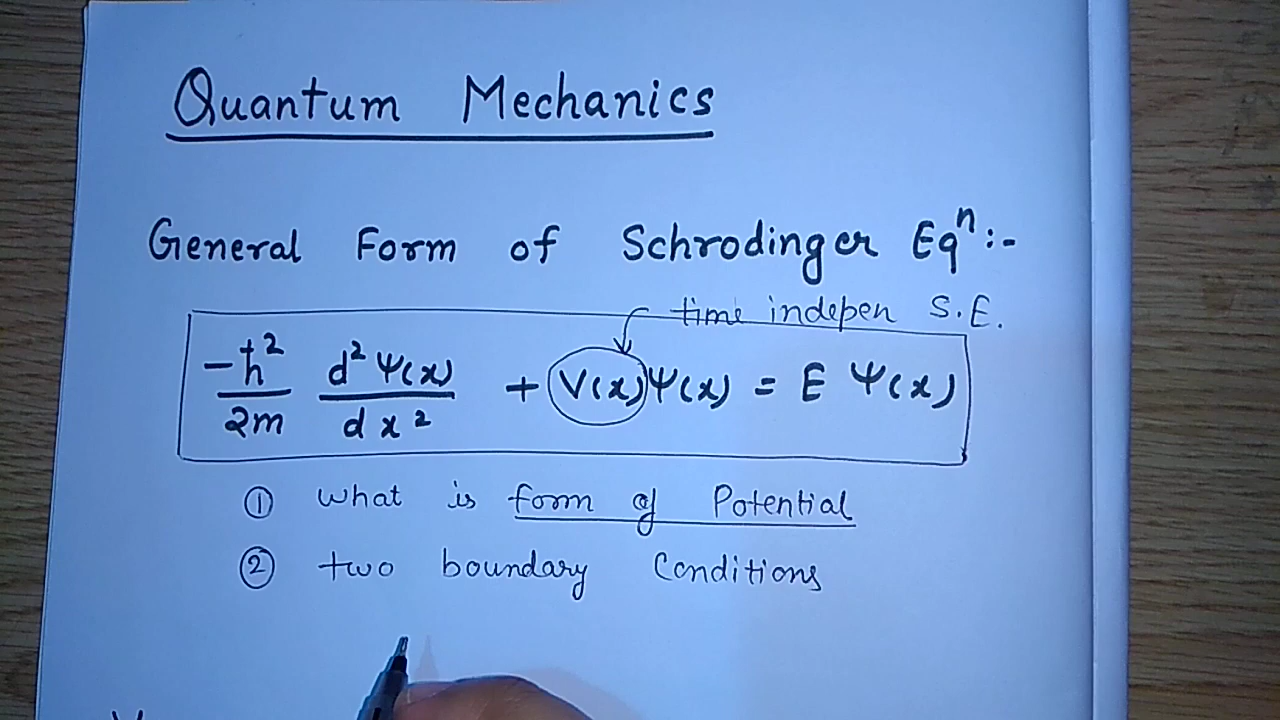 Quantum Mechanics
General Form of Schrodinger Eqⁿ:-
time indepen S.E.
-ħ²/2m d²Ψ(x)/dx² + V(x)Ψ(x) = E Ψ(x)
① What is form of Potential
② two boundary Conditions